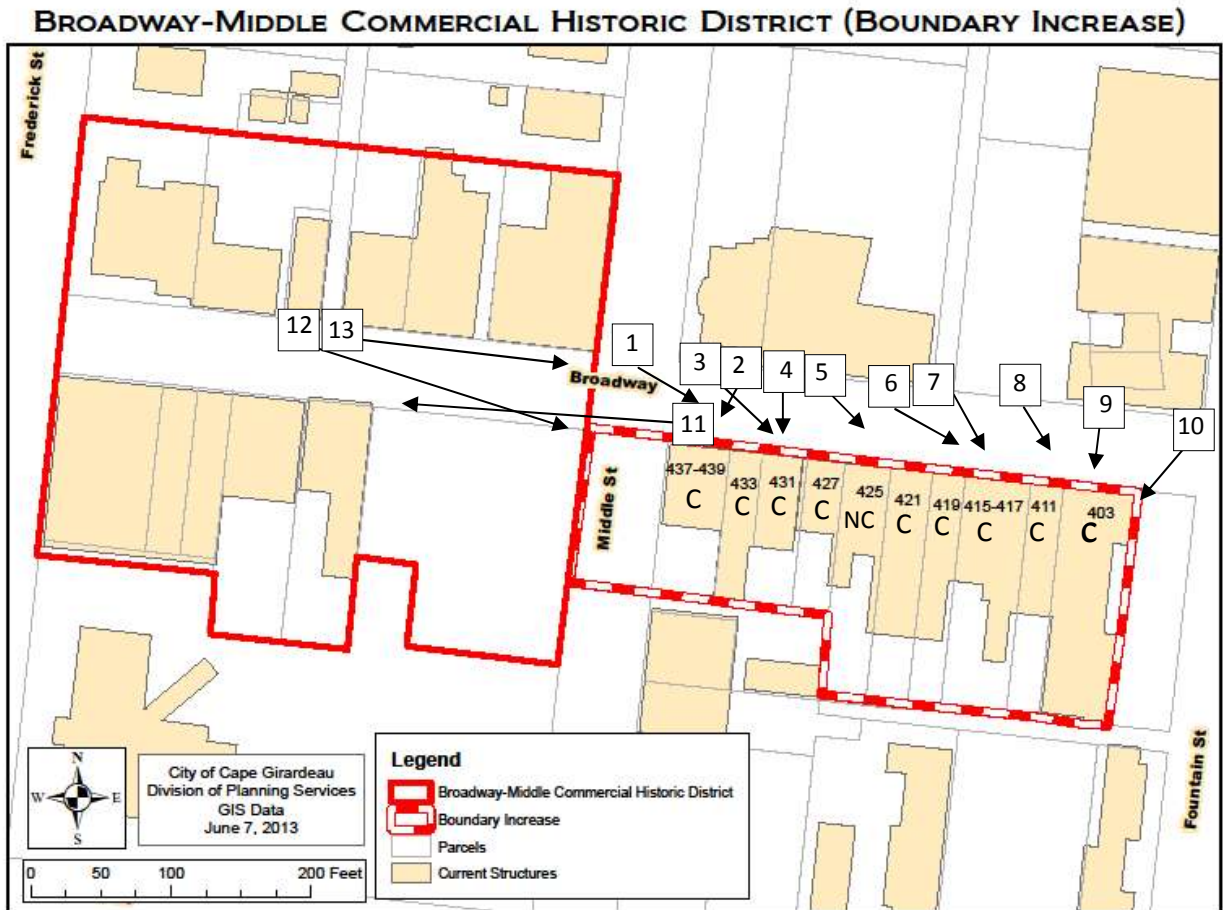 BROADWAY-MIDDLE COMMERCIAL HISTORIC DISTRICT (BOUNDARY INCREASE)
Frederick St
12 13
1
Broadway
3 2 4 5
6 7 8 9
10
11
437-439 433 431 427 425 421 419 415-417 411 403
C C C C NC C C C C C
Middle St
Fountain St
N
W E
S
City of Cape Girardeau
Division of Planning Services
GIS Data
June 7, 2013
0 50 100 200 Feet
Legend
Broadway-Middle Commercial Historic District
Boundary Increase
Parcels
Current Structures